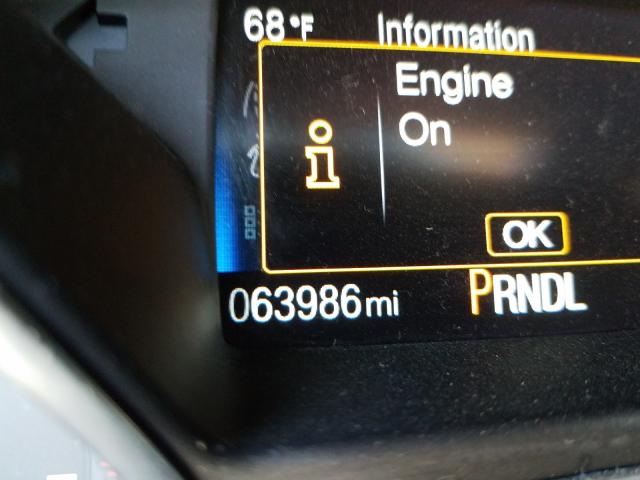 68°F Information
Engine
On
OK
063986mi PRNDL